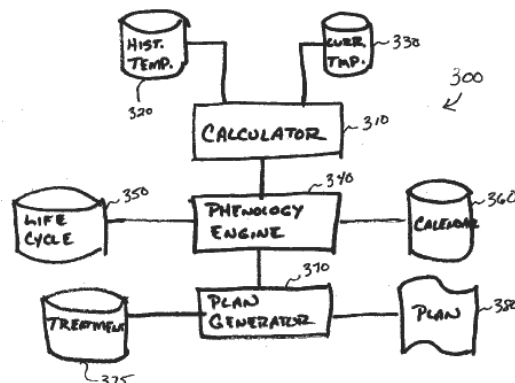 HIST.
TEMP.
320
CURR.
TMP.
330
300
CALCULATOR
310
LIFE
CYCLE
350
PHENOLOGY
ENGINE
340
CALENDAR
360
TREATMENT
375
PLAN
GENERATOR
370
PLAN
380